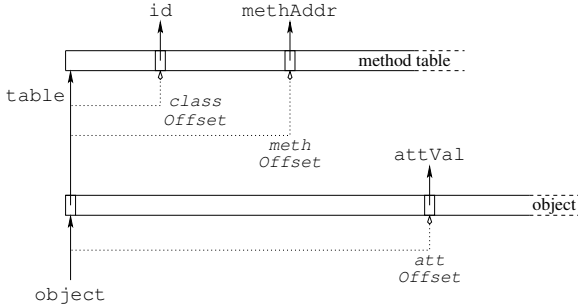 id
methAddr
method table
table
class
Offset
meth
Offset
attVal
object
att
Offset
object